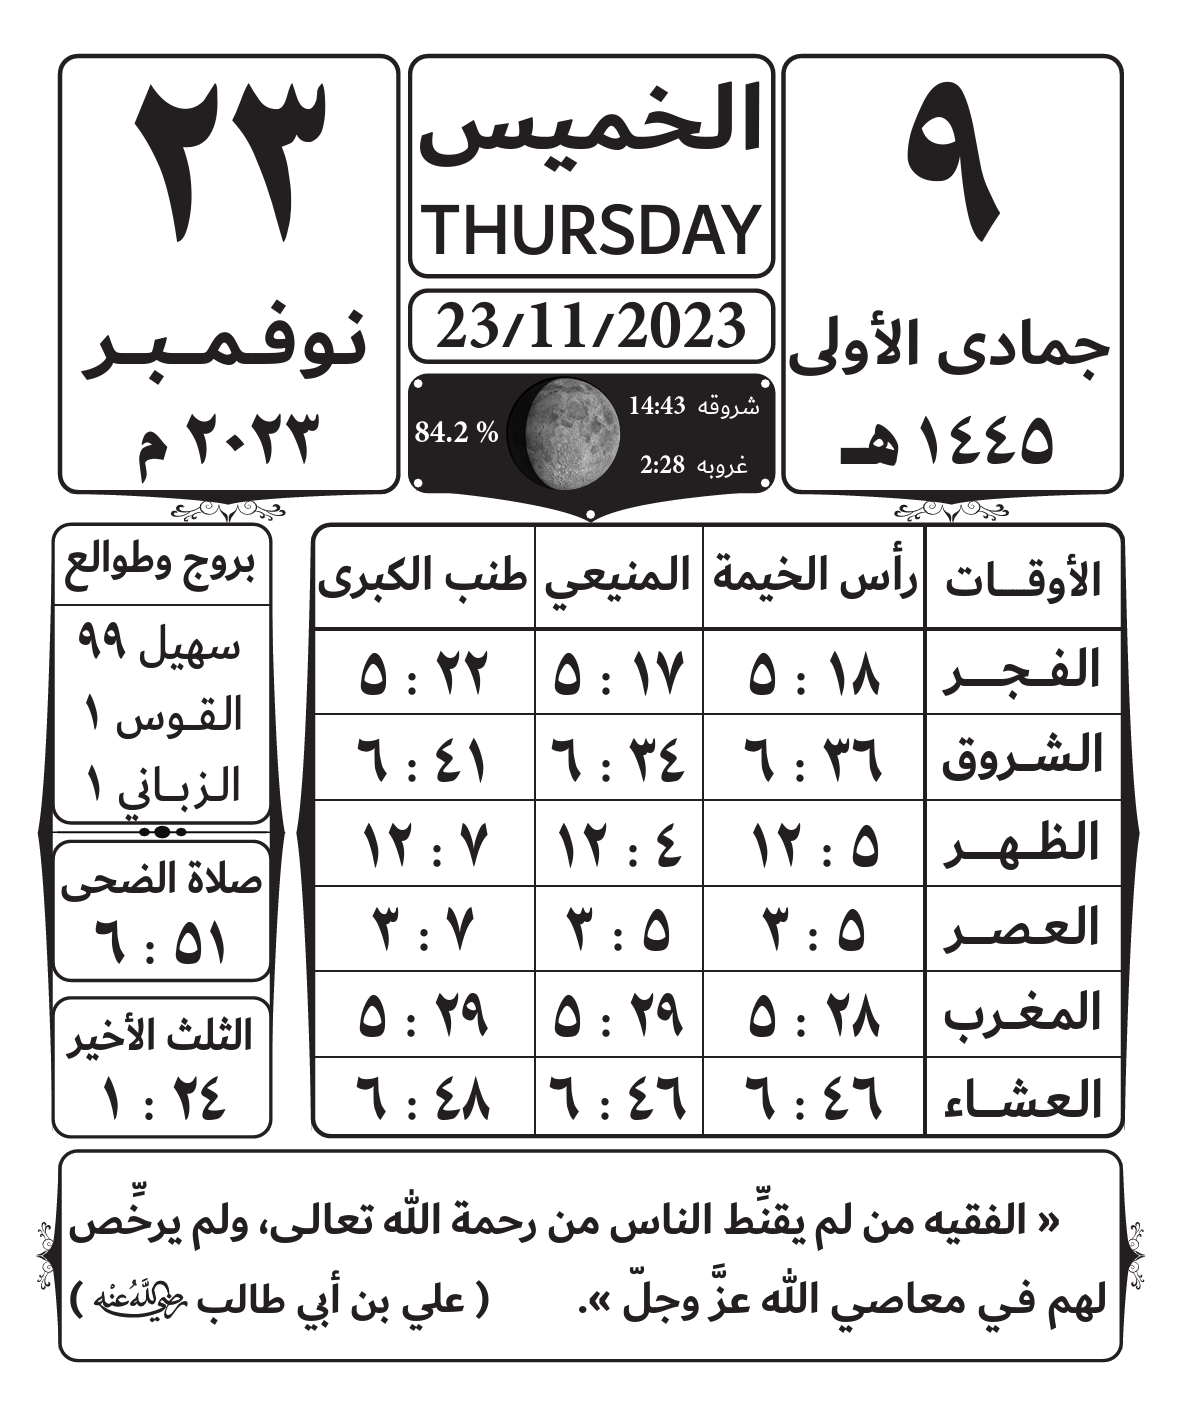 ٩
جمادى الأولى
١٤٤٥ هـ
الخميس
THURSDAY
23/11/2023
شروقه 14:43
غروبه 2:28
84.2 %
٢٣
نوفمبر
٢٠٢٣ م
الأوقات رأس الخيمة المنيعي طنب الكبرى
الفجر ١٨ : ٥ ١٧ : ٥ ٢٢ : ٥
الشروق ٣٦ : ٦ ٣٤ : ٦ ٤١ : ٦
الظهر ٥ : ١٢ ٤ : ١٢ ٧ : ١٢
العصر ٥ : ٣ ٥ : ٣ ٧ : ٣
المغرب ٢٨ : ٥ ٢٩ : ٥ ٢٩ : ٥
العشاء ٤٦ : ٦ ٤٦ : ٦ ٤٨ : ٦
بروج وطوالع
سهيل ٩٩
القوس ١
الزباني ١
صلاة الضحى
٥١ : ٦
الثلث الأخير
٢٤ : ١
« الفقيه من لم يقنِّط الناس من رحمة الله تعالى، ولم يرخِّص
لهم في معاصي الله عزَّ وجلّ ». ( علي بن أبي طالب رضي الله عنه )